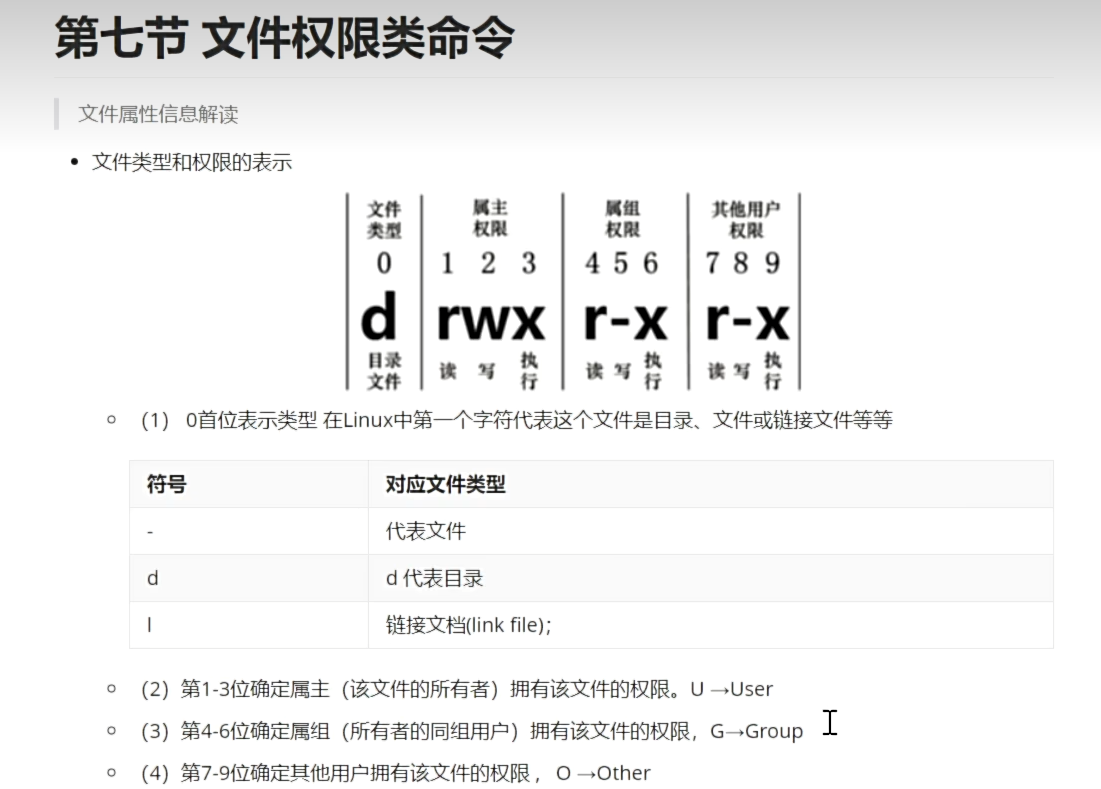 第七节 文件权限类命令
文件属性信息解读
• 文件类型和权限的表示
文件 属主 属组 其他用户
类型 权限 权限 权限
0 1 2 3 4 5 6 7 8 9
d rwx r-x r-x
目录文件 读 写 执行 读 写 执行 读 写 执行
(1) 0首位表示类型 在Linux中第一个字符代表这个文件是目录、文件或链接文件等等
符号 对应文件类型
- 代表文件
d d 代表目录
l 链接文档(link file);
(2) 第1-3位确定属主（该文件的所有者）拥有该文件的权限。U →User
(3) 第4-6位确定属组（所有者的同组用户）拥有该文件的权限，G→Group
(4) 第7-9位确定其他用户拥有该文件的权限 ，O →Other